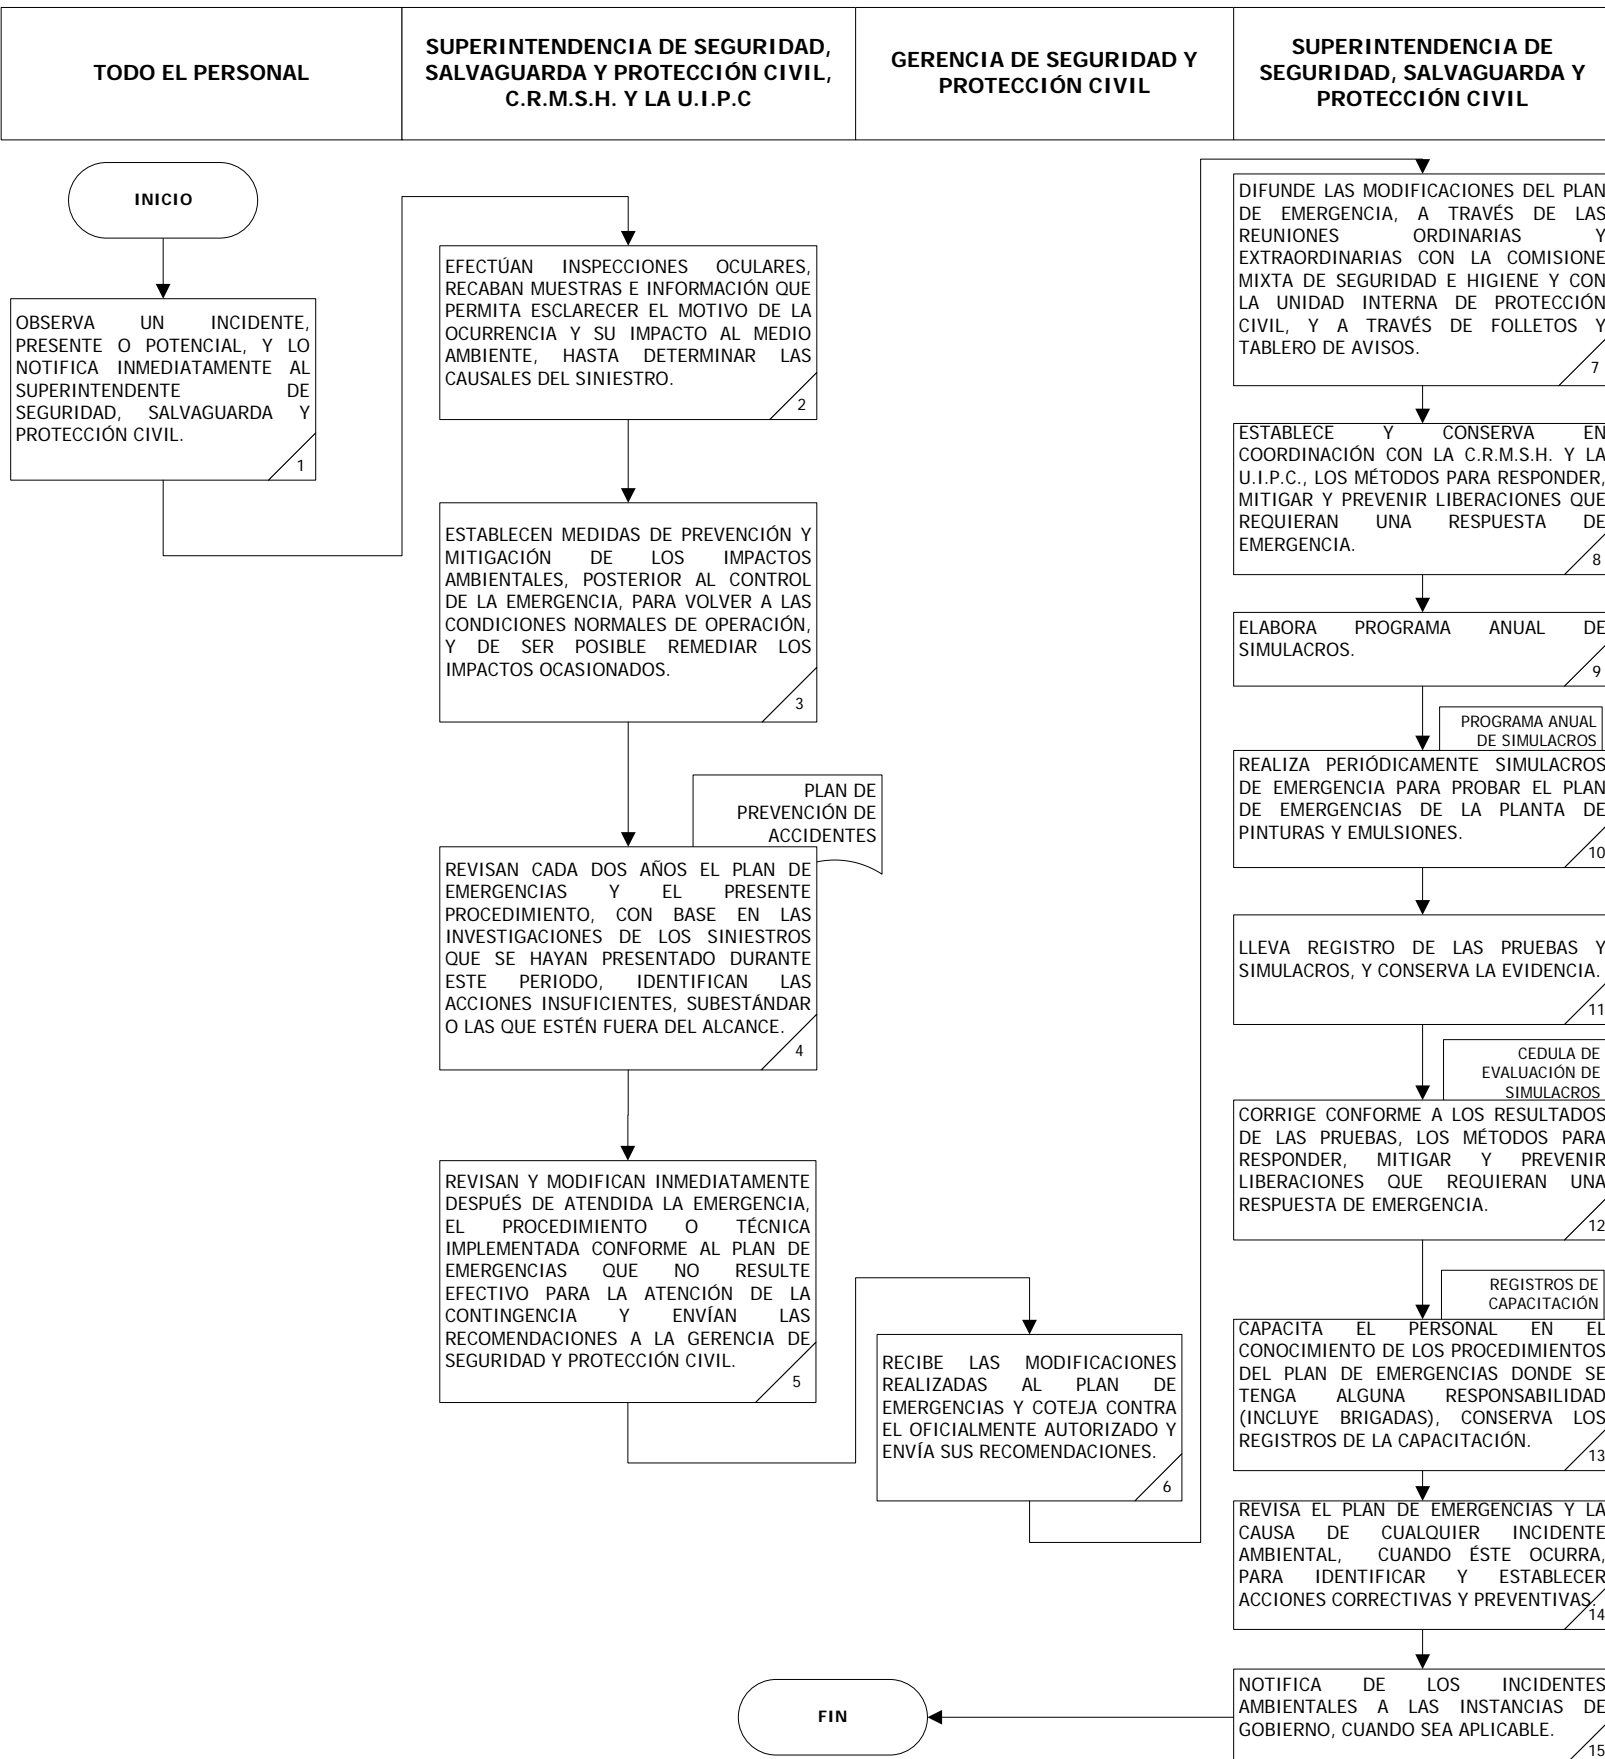 TODO EL PERSONAL
SUPERINTENDENCIA DE SEGURIDAD,
SALVAGUARDA Y PROTECCIÓN CIVIL,
C.R.M.S.H. Y LA U.I.P.C
GERENCIA DE SEGURIDAD Y
PROTECCIÓN CIVIL
SUPERINTENDENCIA DE
SEGURIDAD, SALVAGUARDA Y
PROTECCIÓN CIVIL
INICIO
OBSERVA UN INCIDENTE,
PRESENTE O POTENCIAL, Y LO
NOTIFICA INMEDIATAMENTE AL
SUPERINTENDENTE DE
SEGURIDAD, SALVAGUARDA Y
PROTECCIÓN CIVIL.
1
EFECTÚAN INSPECCIONES OCULARES,
RECABAN MUESTRAS E INFORMACIÓN QUE
PERMITA ESCLARECER EL MOTIVO DE LA
OCURRENCIA Y SU IMPACTO AL MEDIO
AMBIENTE, HASTA DETERMINAR LAS
CAUSALES DEL SINIESTRO.
2
ESTABLECEN MEDIDAS DE PREVENCIÓN Y
MITIGACIÓN DE LOS IMPACTOS
AMBIENTALES, POSTERIOR AL CONTROL
DE LA EMERGENCIA, PARA VOLVER A LAS
CONDICIONES NORMALES DE OPERACIÓN,
Y DE SER POSIBLE REMEDIAR LOS
IMPACTOS OCASIONADOS.
3
PLAN DE
PREVENCIÓN DE
ACCIDENTES
REVISAN CADA DOS AÑOS EL PLAN DE
EMERGENCIAS Y EL PRESENTE
PROCEDIMIENTO, CON BASE EN LAS
INVESTIGACIONES DE LOS SINIESTROS
QUE SE HAYAN PRESENTADO DURANTE
ESTE PERIODO, IDENTIFICAN LAS
ACCIONES INSUFICIENTES, SUBESTÁNDAR
O LAS QUE ESTÉN FUERA DEL ALCANCE.
4
REVISAN Y MODIFICAN INMEDIATAMENTE
DESPUÉS DE ATENDIDA LA EMERGENCIA,
EL PROCEDIMIENTO O TÉCNICA
IMPLEMENTADA CONFORME AL PLAN DE
EMERGENCIAS QUE NO RESULTE
EFECTIVO PARA LA ATENCIÓN DE LA
CONTINGENCIA Y ENVÍAN LAS
RECOMENDACIONES A LA GERENCIA DE
SEGURIDAD Y PROTECCIÓN CIVIL.
5
RECIBE LAS MODIFICACIONES
REALIZADAS AL PLAN DE
EMERGENCIAS Y COTEJA CONTRA
EL OFICIALMENTE AUTORIZADO Y
ENVÍA SUS RECOMENDACIONES.
6
DIFUNDE LAS MODIFICACIONES DEL PLAN
DE EMERGENCIA, A TRAVÉS DE LAS
REUNIONES ORDINARIAS Y
EXTRAORDINARIAS CON LA COMISIONE
MIXTA DE SEGURIDAD E HIGIENE Y CON
LA UNIDAD INTERNA DE PROTECCIÓN
CIVIL, Y A TRAVÉS DE FOLLETOS Y
TABLERO DE AVISOS.
7
ESTABLECE Y CONSERVA EN
COORDINACIÓN CON LA C.R.M.S.H. Y LA
U.I.P.C., LOS MÉTODOS PARA RESPONDER,
MITIGAR Y PREVENIR LIBERACIONES QUE
REQUIERAN UNA RESPUESTA DE
EMERGENCIA.
8
ELABORA PROGRAMA ANUAL DE
SIMULACROS.
9
PROGRAMA ANUAL
DE SIMULACROS
REALIZA PERIÓDICAMENTE SIMULACROS
DE EMERGENCIA PARA PROBAR EL PLAN
DE EMERGENCIAS DE LA PLANTA DE
PINTURAS Y EMULSIONES.
10
LLEVA REGISTRO DE LAS PRUEBAS Y
SIMULACROS, Y CONSERVA LA EVIDENCIA.
11
CEDULA DE
EVALUACIÓN DE
SIMULACROS
CORRIGE CONFORME A LOS RESULTADOS
DE LAS PRUEBAS, LOS MÉTODOS PARA
RESPONDER, MITIGAR Y PREVENIR
LIBERACIONES QUE REQUIERAN UNA
RESPUESTA DE EMERGENCIA.
12
REGISTROS DE
CAPACITACIÓN
CAPACITA EL PERSONAL EN EL
CONOCIMIENTO DE LOS PROCEDIMIENTOS
DEL PLAN DE EMERGENCIAS DONDE SE
TENGA ALGUNA RESPONSABILIDAD
(INCLUYE BRIGADAS), CONSERVA LOS
REGISTROS DE LA CAPACITACIÓN.
13
REVISA EL PLAN DE EMERGENCIAS Y LA
CAUSA DE CUALQUIER INCIDENTE
AMBIENTAL, CUANDO ÉSTE OCURRA,
PARA IDENTIFICAR Y ESTABLECER
ACCIONES CORRECTIVAS Y PREVENTIVAS.
14
NOTIFICA DE LOS INCIDENTES
AMBIENTALES A LAS INSTANCIAS DE
GOBIERNO, CUANDO SEA APLICABLE.
15
FIN